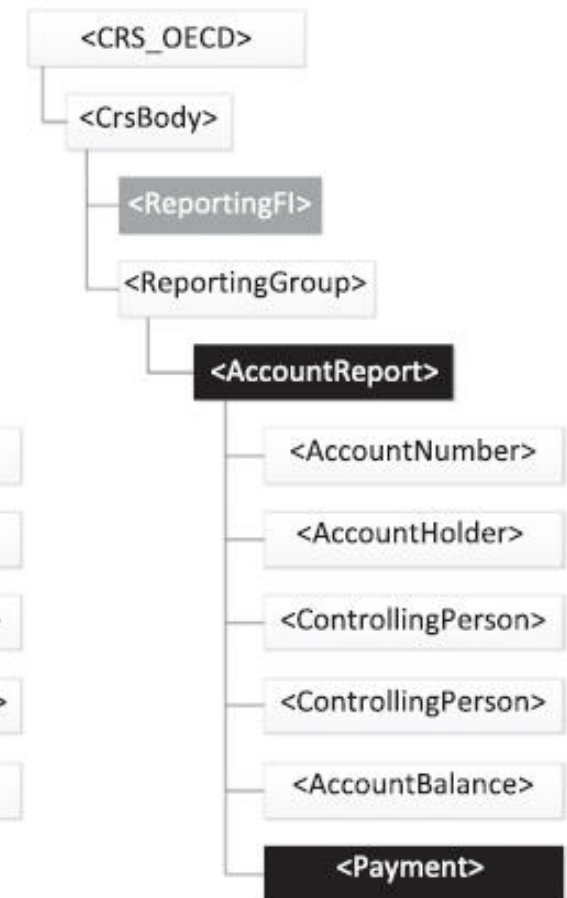 <CRS_OECD>
<CrsBody>
<ReportingFI>
<ReportingGroup>
<AccountReport>
<AccountNumber>
<AccountHolder>
<ControllingPerson>
<ControllingPerson>
>
<AccountBalance>
<Payment>